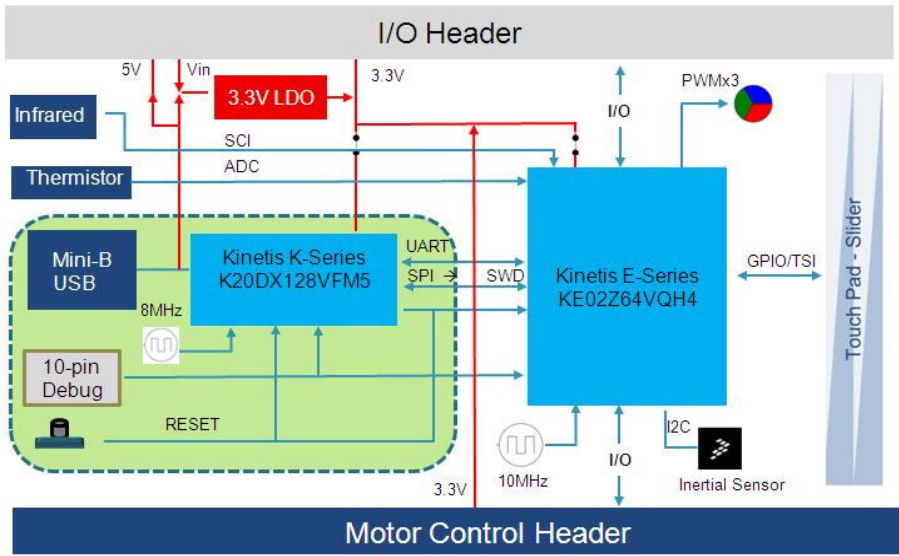 I/O Header
5V
Vin
3.3V
3.3V LDO
PWMx3
Infrared
I/O
SCI
ADC
Thermistor
Mini-B
USB
Kinetis K-Series
K20DX128VFM5
UART
SPI →
SWD
Kinetis E-Series
KE02Z64VQH4
GPIO/TSI
Touch Pad - Slider
8MHz
10-pin
Debug
RESET
I2C
I/O
10MHz
Inertial Sensor
3.3V
Motor Control Header